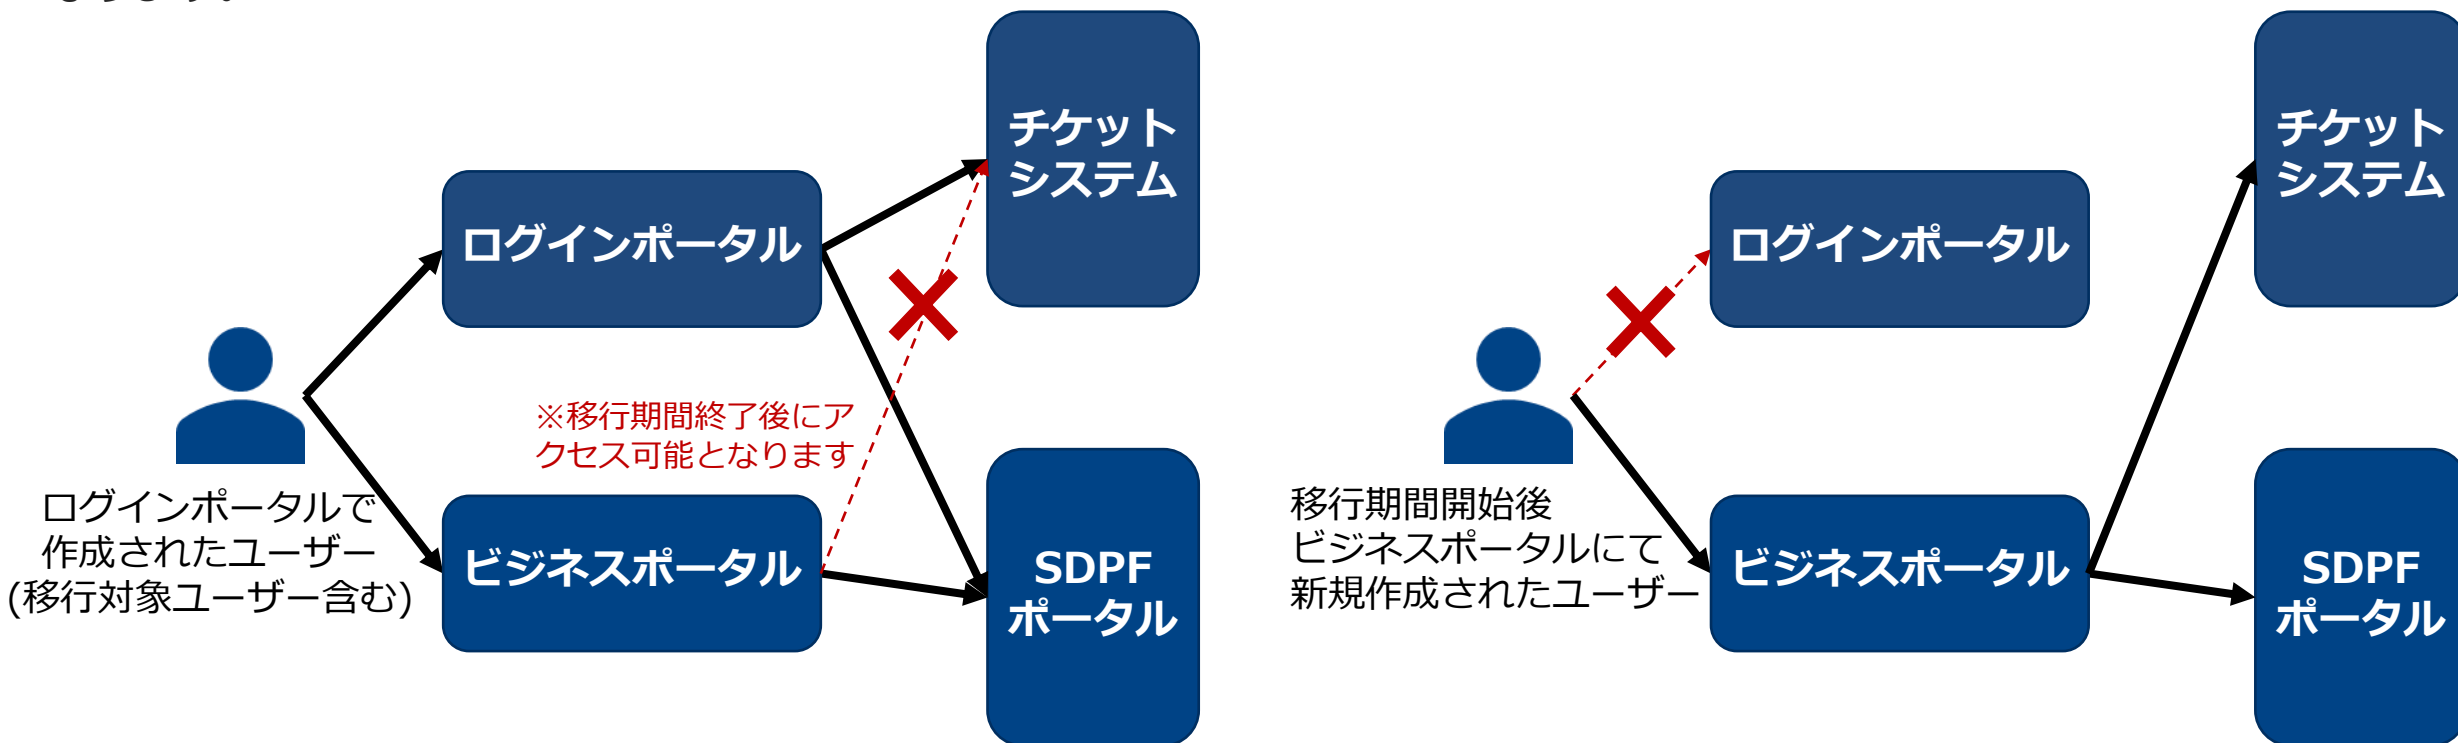 なります。
チケット
システム
ログインポータル
※移行期間終了後にア
クセス可能となります
ログインポータルで
作成されたユーザー
(移行対象ユーザー含む)
ビジネスポータル
SDPF
ポータル
チケット
システム
ログインポータル
移行期間開始後
ビジネスポータルにて
新規作成されたユーザー
ビジネスポータル
SDPF
ポータル